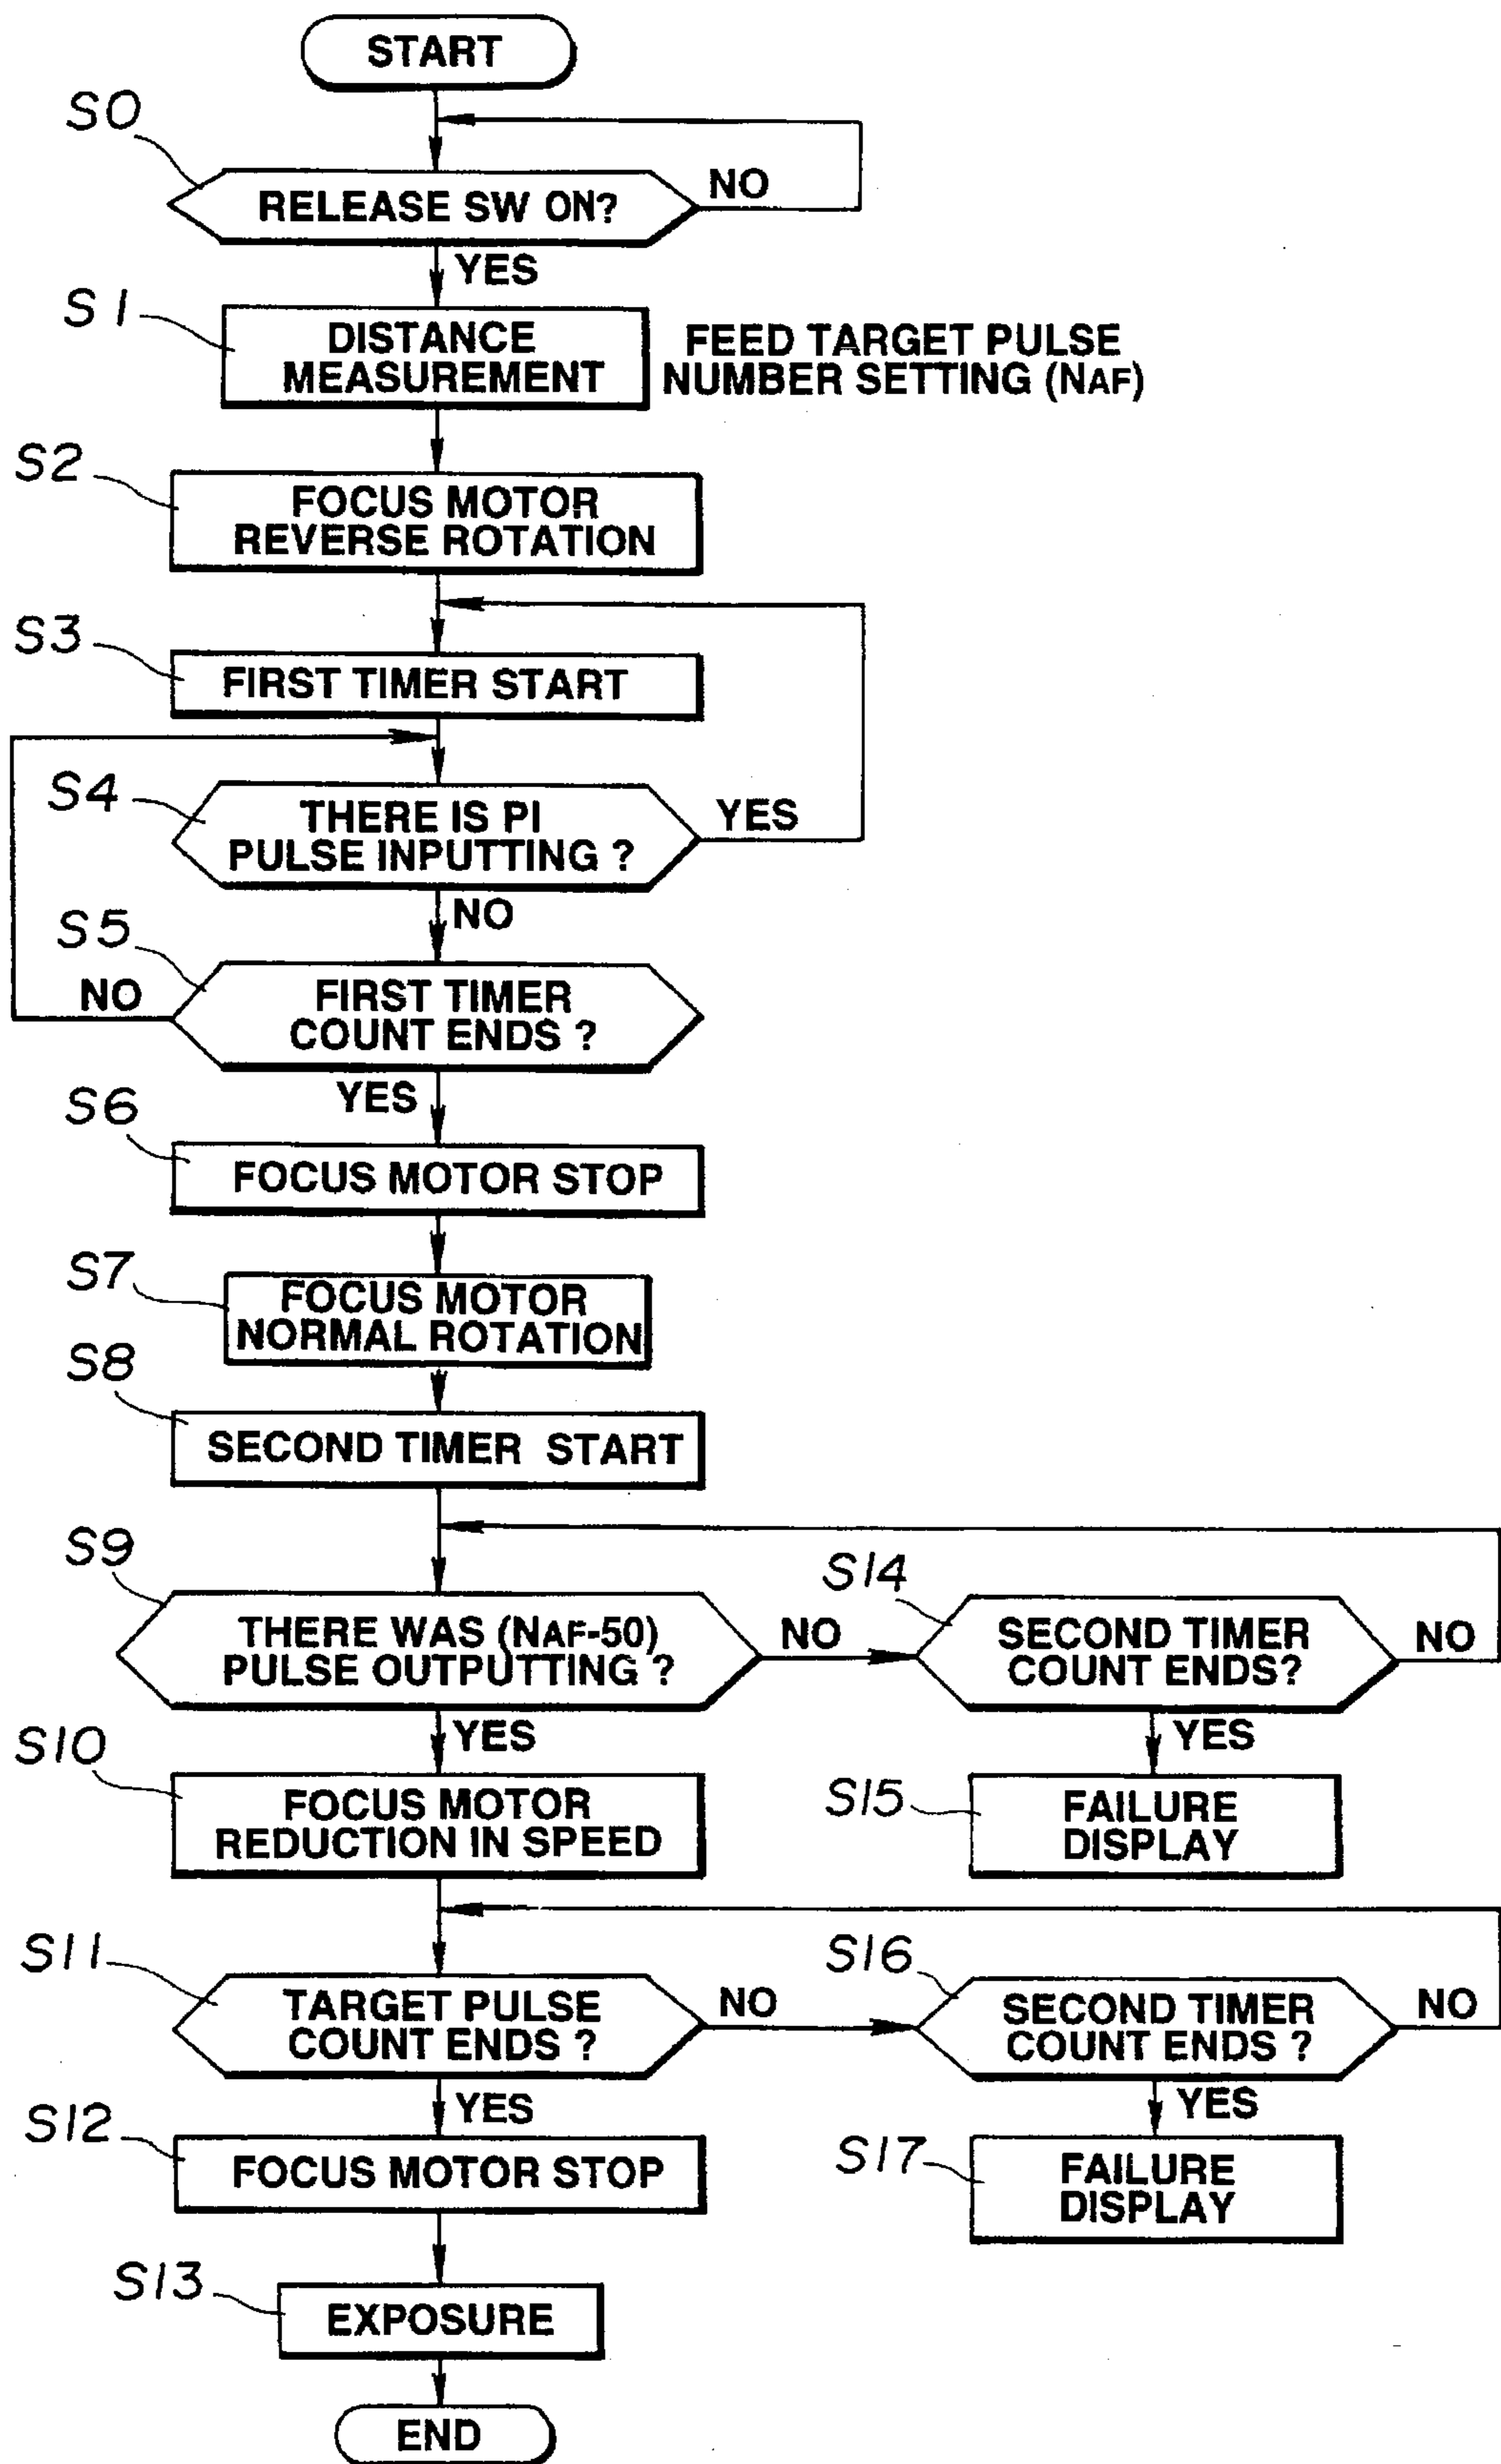 START
S0
RELEASE SW ON?
NO
YES
S1
DISTANCE
MEASUREMENT
FEED TARGET PULSE
NUMBER SETTING (NAF)
S2
FOCUS MOTOR
REVERSE ROTATION
S3
FIRST TIMER START
S4
THERE IS PI
PULSE INPUTTING ?
YES
NO
S5
FIRST TIMER
COUNT ENDS ?
NO
YES
S6
FOCUS MOTOR STOP
S7
FOCUS MOTOR
NORMAL ROTATION
S8
SECOND TIMER START
S9
THERE WAS (NAF-50)
PULSE OUTPUTTING ?
NO
S14
SECOND TIMER
COUNT ENDS?
NO
YES
YES
S10
FOCUS MOTOR
REDUCTION IN SPEED
S15
FAILURE
DISPLAY
S11
TARGET PULSE
COUNT ENDS ?
NO
S16
SECOND TIMER
COUNT ENDS ?
NO
YES
YES
S12
FOCUS MOTOR STOP
S17
FAILURE
DISPLAY
S13
EXPOSURE
END